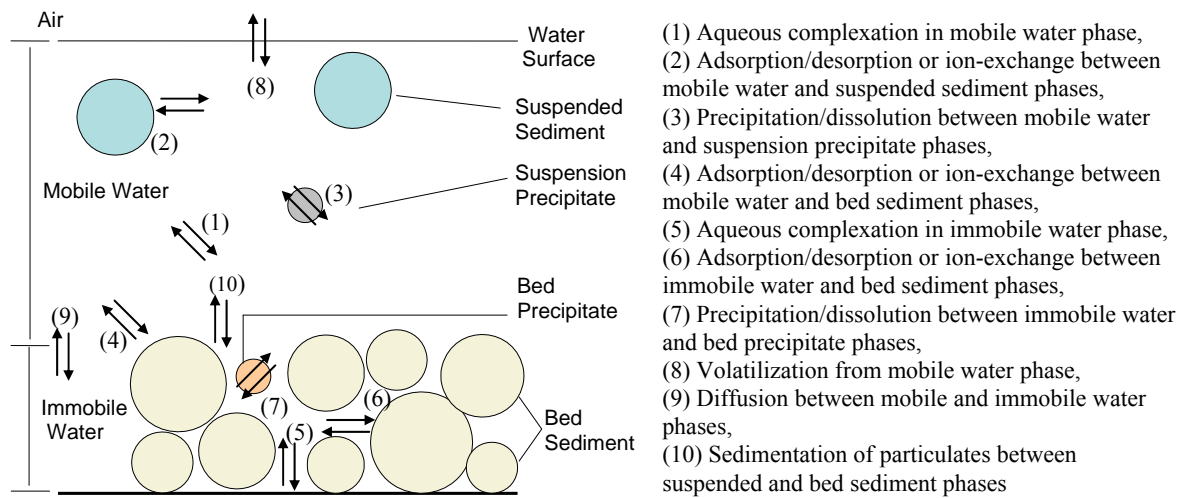 Air
Water
Surface
(8)
Suspended
Sediment
(2)
Mobile Water
Suspension
Precipitate
(3)
(1)
(10)
Bed
Precipitate
(9)
(4)
Immobile
Water
(7)
(6)
(5)
Bed
Sediment
(1) Aqueous complexation in mobile water phase,
(2) Adsorption/desorption or ion-exchange between
mobile water and suspended sediment phases,
(3) Precipitation/dissolution between mobile water
and suspension precipitate phases,
(4) Adsorption/desorption or ion-exchange between
mobile water and bed sediment phases,
(5) Aqueous complexation in immobile water phase,
(6) Adsorption/desorption or ion-exchange between
immobile water and bed sediment phases,
(7) Precipitation/dissolution between immobile water
and bed precipitate phases,
(8) Volatilization from mobile water phase,
(9) Diffusion between mobile and immobile water
phases,
(10) Sedimentation of particulates between
suspended and bed sediment phases